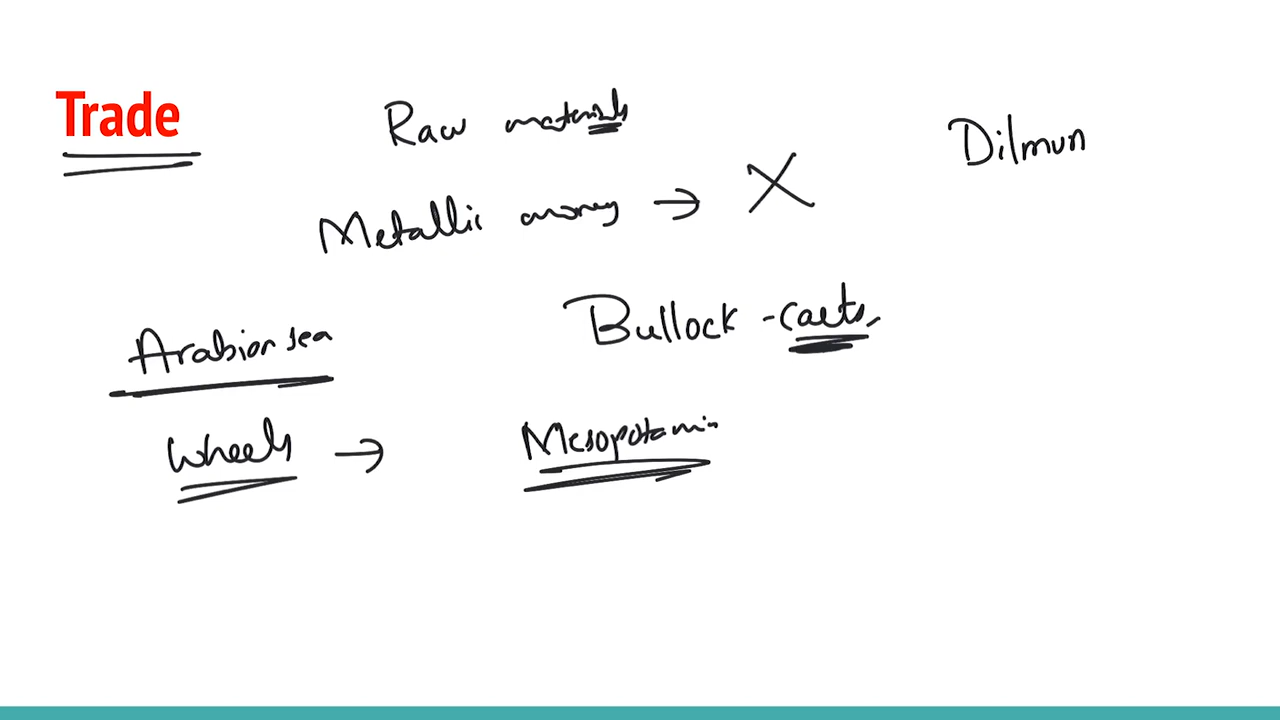 Trade
Raw materials
Dilmun
Metallic money → X
Bullock-carts
Arabian sea
Wheels →
Mesopotamia